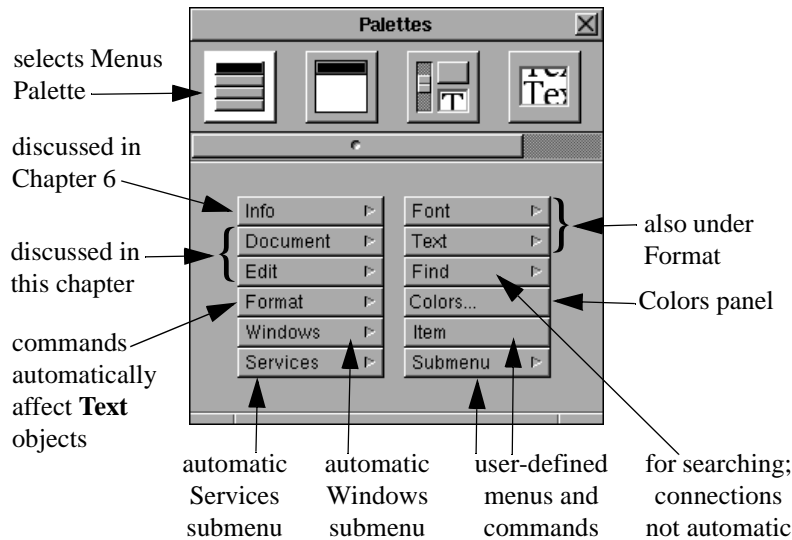 Palettes
selects Menus
Palette
T
Tex
discussed in
Chapter 6
discussed in
this chapter
commands
automatically
affect Text
objects
Info
Document
Edit
Format
Windows
Services
Font
Text
Find
Colors...
Item
Submenu
also under
Format
Colors panel
automatic
Services
submenu
automatic
Windows
submenu
user-defined
menus and
commands
for searching;
connections
not automatic